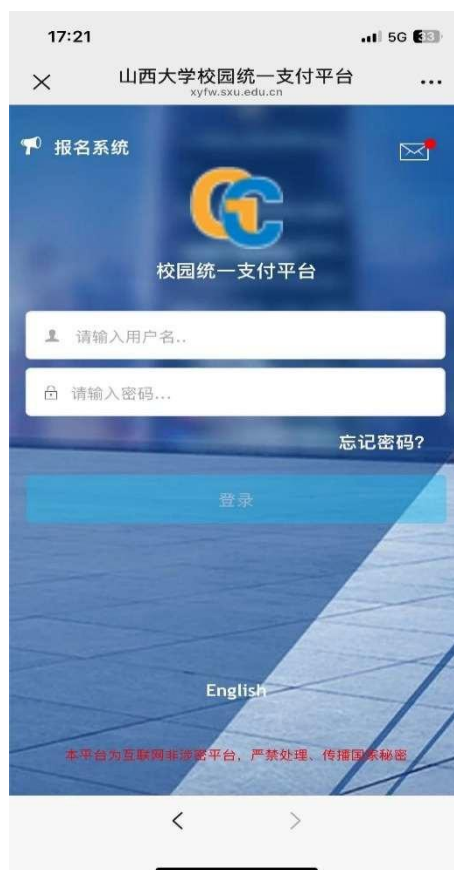 17:21
5G 33
山西大学校园统一支付平台
xyfw.sxu.edu.cn
报名系统
校园统一支付平台
请输入用户名..
请输入密码...
忘记密码?
登录
English
本平台为互联网非涉密平台，严禁处理、传播国家秘密